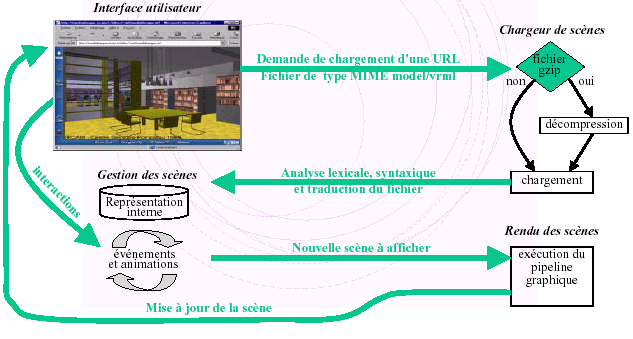 Interface utilisateur
Chargeur de scènes
Demande de chargement d'une URL
Fichier de type MIME model/vrml
fichier
gzip
non
oui
décompression
Analyse lexicale, syntaxique
et traduction du fichier
chargement
Gestion des scènes
Représentation
interne
interactions
événements
et animations
Nouvelle scène à afficher
Rendu des scènes
exécution du
pipeline
graphique
Mise à jour de la scène